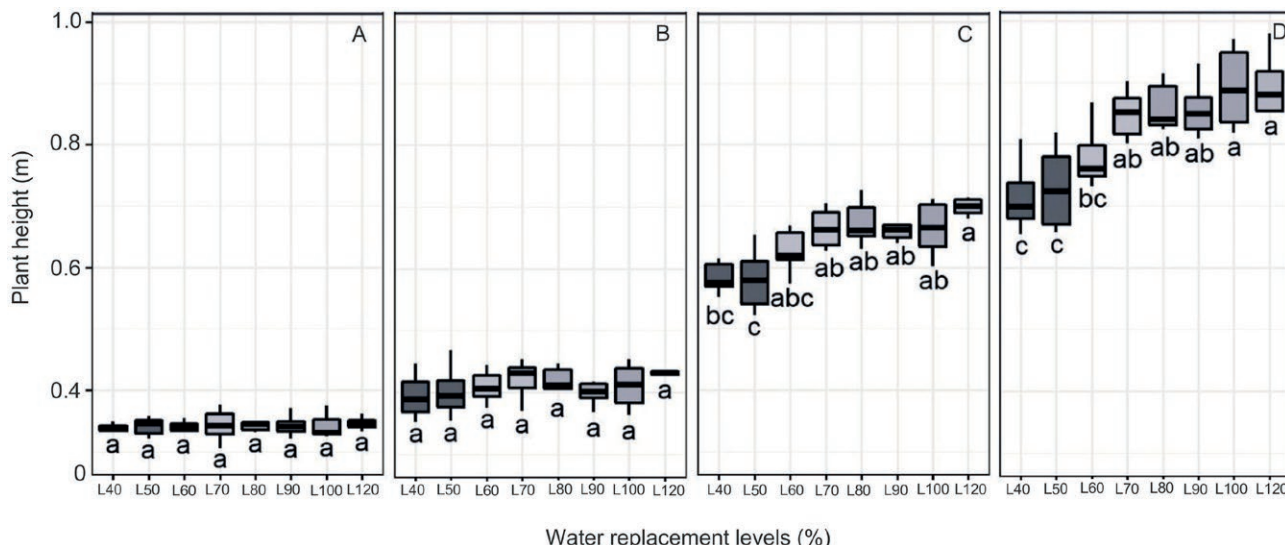 1.0
0.8
0.6
0.4
0
Plant height (m)
A
a a a a a a a a
L40 L50 L60 L70 L80 L90 L100 L120
B
a a a a a a a a
L40 L50 L60 L70 L80 L90 L100 L120
C
bc c abc ab ab ab ab a
L40 L50 L60 L70 L80 L90 L100 L120
D
c c bc ab ab ab a a
L40 L50 L60 L70 L80 L90 L100 L120
Water replacement levels (%)